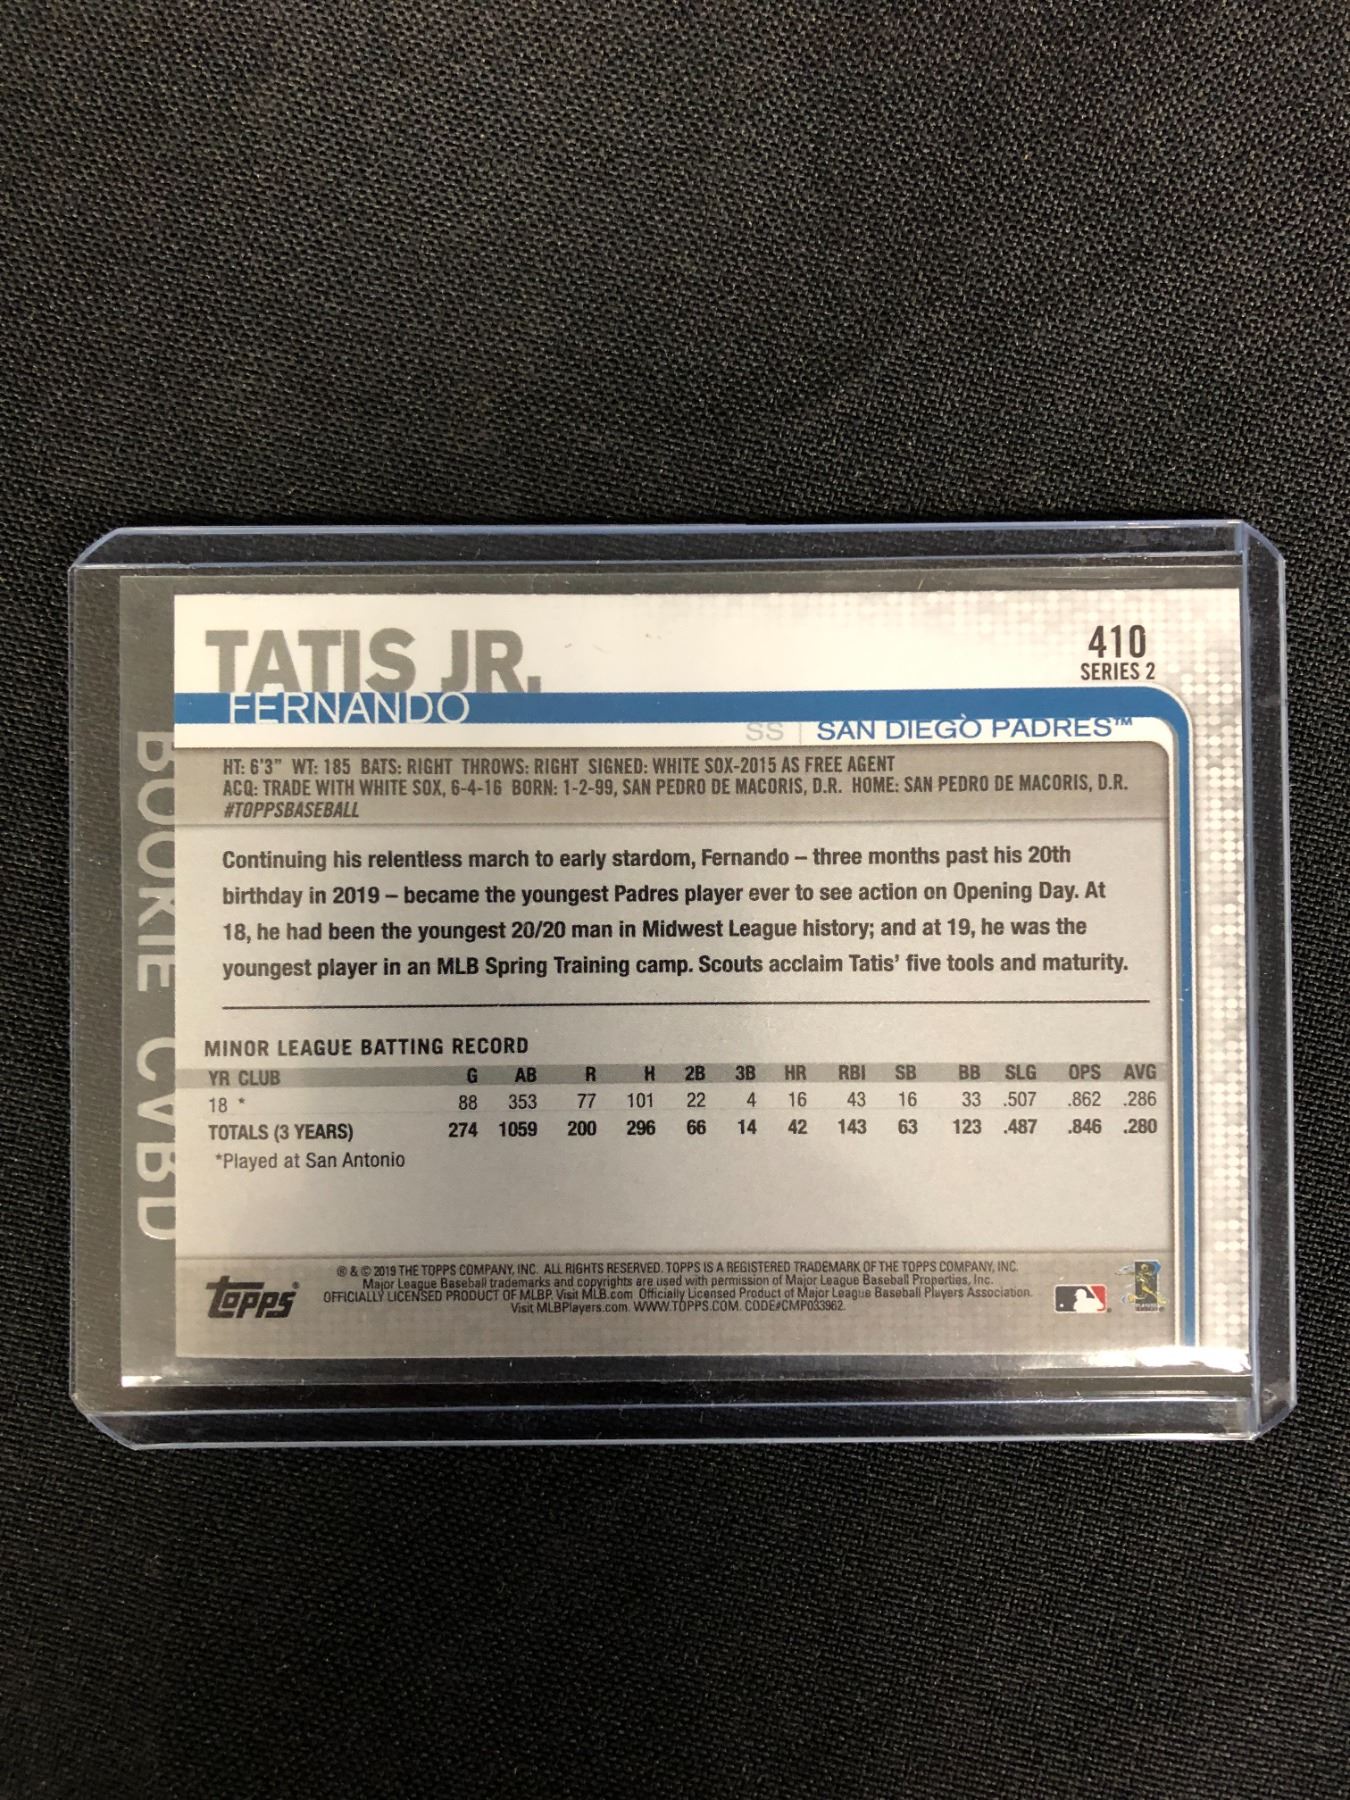 TATIS JR.
FERNANDO
410
SERIES 2
SS | SAN DIEGO PADRES™
HT: 6'3" WT: 185 BATS: RIGHT THROWS: RIGHT SIGNED: WHITE SOX-2015 AS FREE AGENT
ACQ: TRADE WITH WHITE SOX, 6-4-16 BORN: 1-2-99, SAN PEDRO DE MACORIS, D.R. HOME: SAN PEDRO DE MACORIS, D.R.
#TOPPSBASEBALL
Continuing his relentless march to early stardom, Fernando – three months past his 20th
birthday in 2019 – became the youngest Padres player ever to see action on Opening Day. At
18, he had been the youngest 20/20 man in Midwest League history; and at 19, he was the
youngest player in an MLB Spring Training camp. Scouts acclaim Tatis' five tools and maturity.
MINOR LEAGUE BATTING RECORD
YR CLUB G AB R H 2B 3B HR RBI SB BB SLG OPS AVG
18 * 88 353 77 101 22 4 16 43 16 33 .507 .862 .286
TOTALS (3 YEARS) 274 1059 200 296 66 14 42 143 63 123 .487 .846 .280
*Played at San Antonio
Topps®
® & © 2019 THE TOPPS COMPANY, INC. ALL RIGHTS RESERVED. TOPPS IS A REGISTERED TRADEMARK OF THE TOPPS COMPANY, INC.
Major League Baseball trademarks and copyrights are used with permission of Major League Baseball Properties, Inc.
OFFICIALLY LICENSED PRODUCT OF MLBP. Visit MLB.com Officially Licensed Product of Major League Baseball Players Association.
Visit MLBPlayers.com. WWW.TOPPS.COM. CODE#CMP033962.
ROOKIE CARD